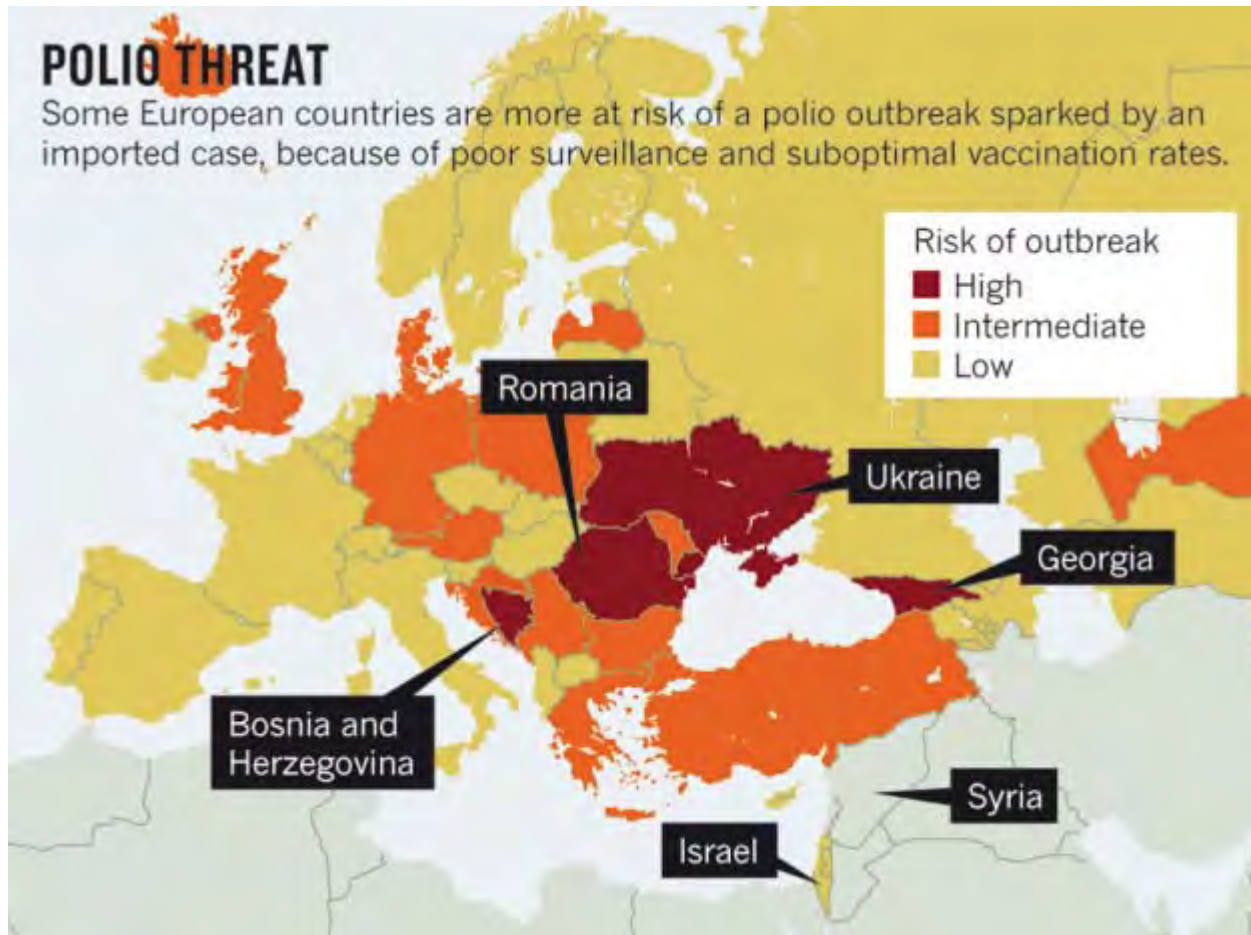 POLIO THREAT
Some European countries are more at risk of a polio outbreak sparked by an
imported case, because of poor surveillance and suboptimal vaccination rates.
Risk of outbreak
High
Intermediate
Low
Romania
Ukraine
Georgia
Bosnia and
Herzegovina
Syria
Israel